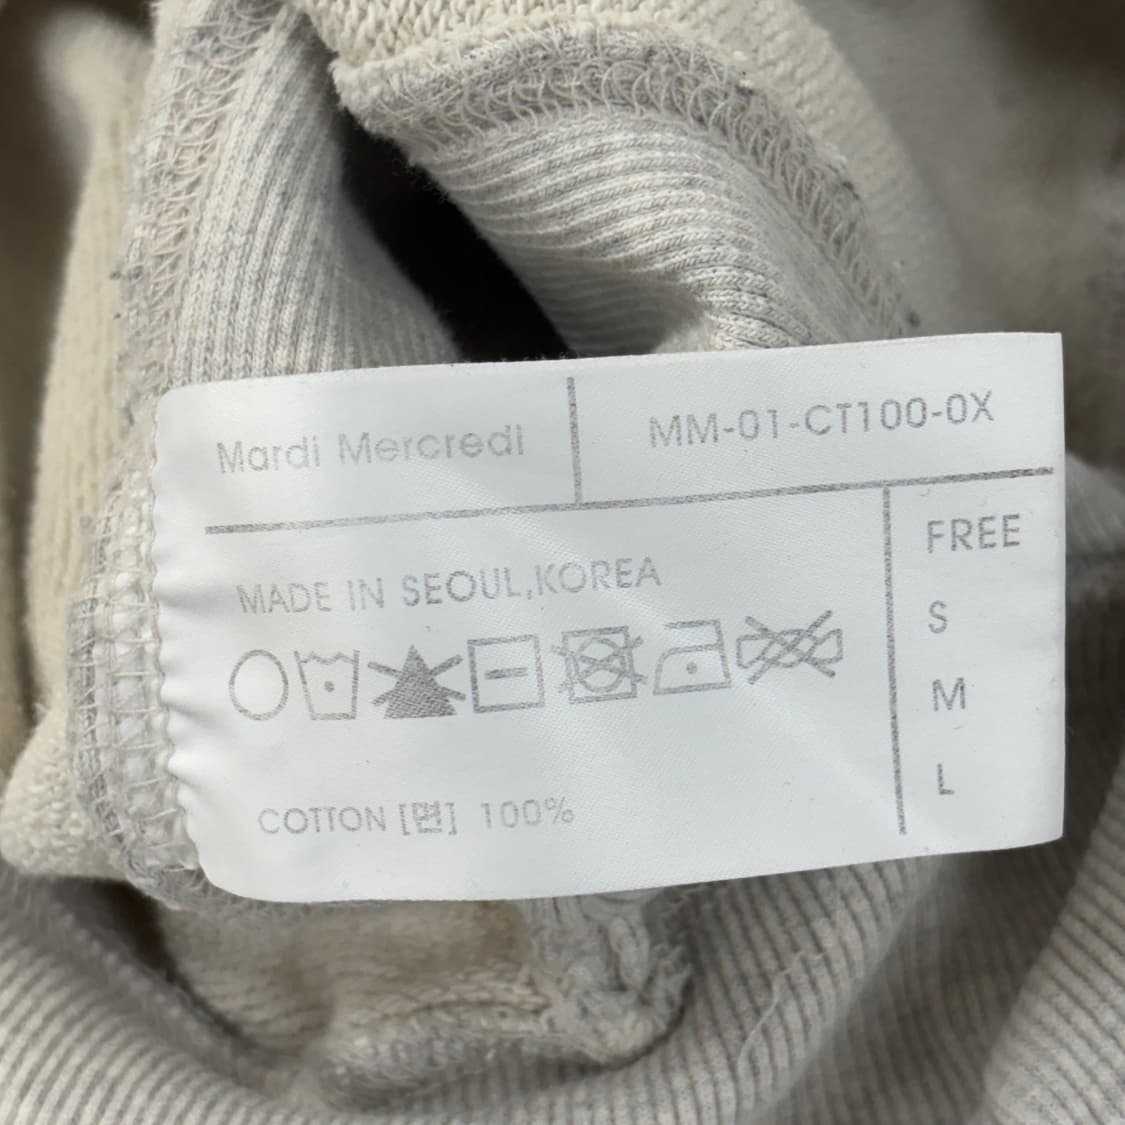 Mardi Mercredi
MM-01-CT100-0X
MADE IN SEOUL,KOREA
COTTON [면] 100%
FREE
S
M
L